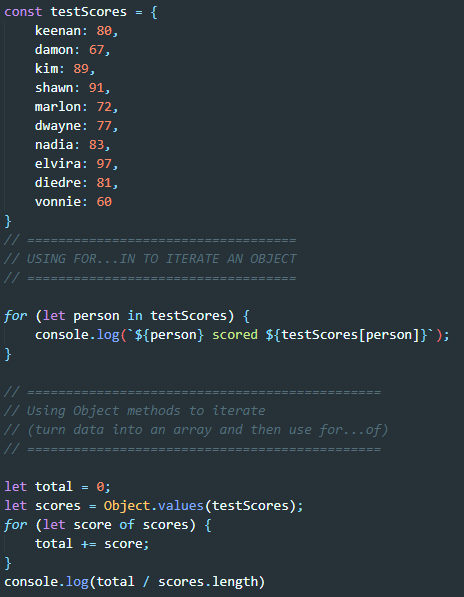 const testScores = {
    keenan: 80,
    damon: 67,
    kim: 89,
    shawn: 91,
    marlon: 72,
    dwayne: 77,
    nadia: 83,
    elvira: 97,
    diedre: 81,
    vonnie: 60
}
// ===================================
// USING FOR...IN TO ITERATE AN OBJECT
// ===================================

for (let person in testScores) {
    console.log(`${person} scored ${testScores[person]}`);
}

// ==============================================
// Using Object methods to iterate
// (turn data into an array and then use for...of)
// ==============================================

let total = 0;
let scores = Object.values(testScores);
for (let score of scores) {
    total += score;
}
console.log(total / scores.length)